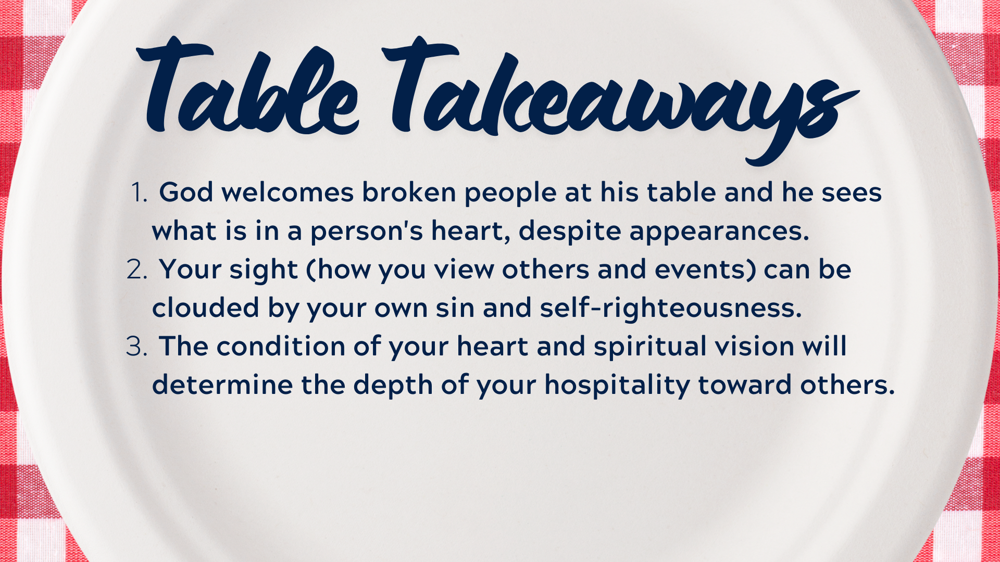 Table Takeaways
1. God welcomes broken people at his table and he sees
what is in a person's heart, despite appearances.
2. Your sight (how you view others and events) can be
clouded by your own sin and self-righteousness.
3. The condition of your heart and spiritual vision will
determine the depth of your hospitality toward others.